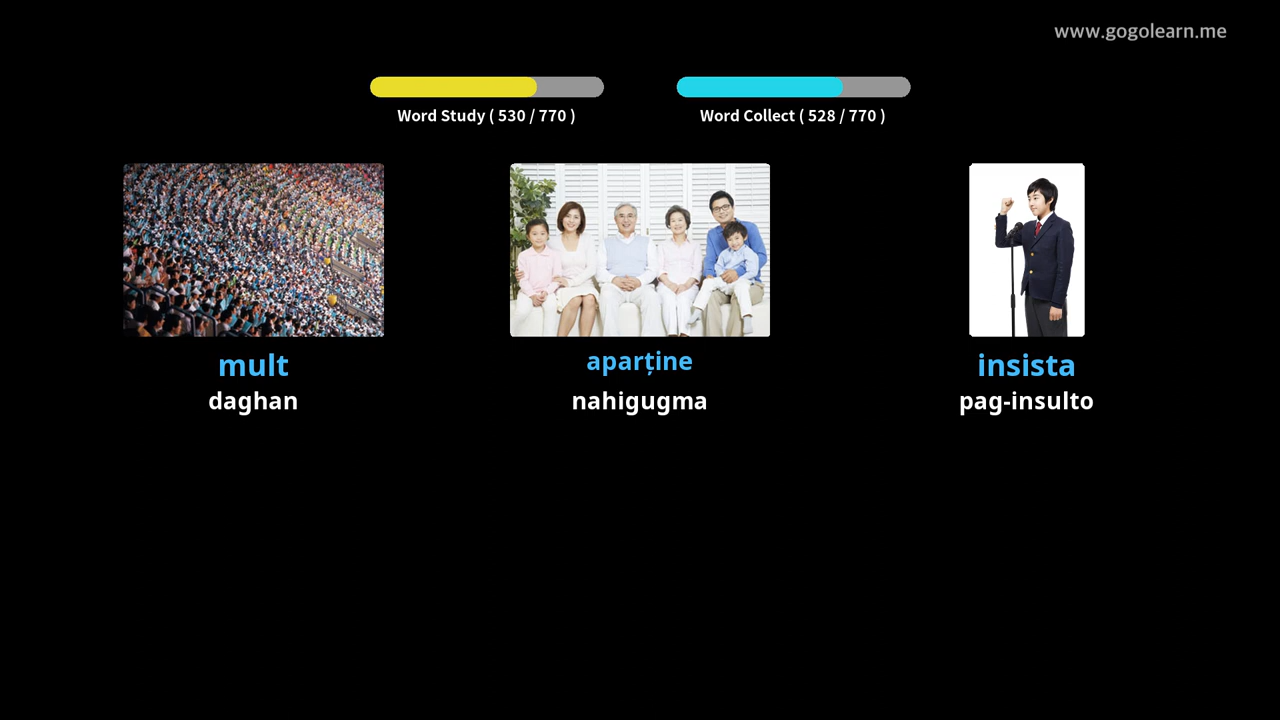 www.gogolearn.me
Word Study ( 530 / 770 )
Word Collect ( 528 / 770 )
mult
daghan
aparține
nahigugma
insista
pag-insulto